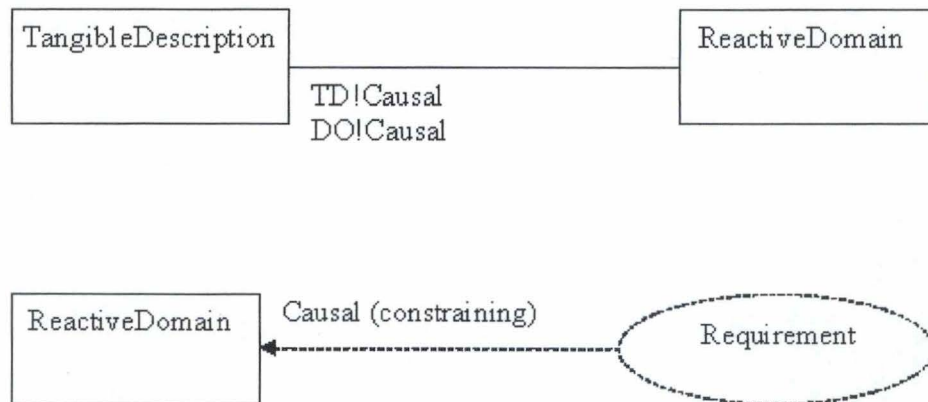 TangibleDescription
ReactiveDomain
TD!Causal
DO!Causal
ReactiveDomain
Causal (constraining)
Requirement